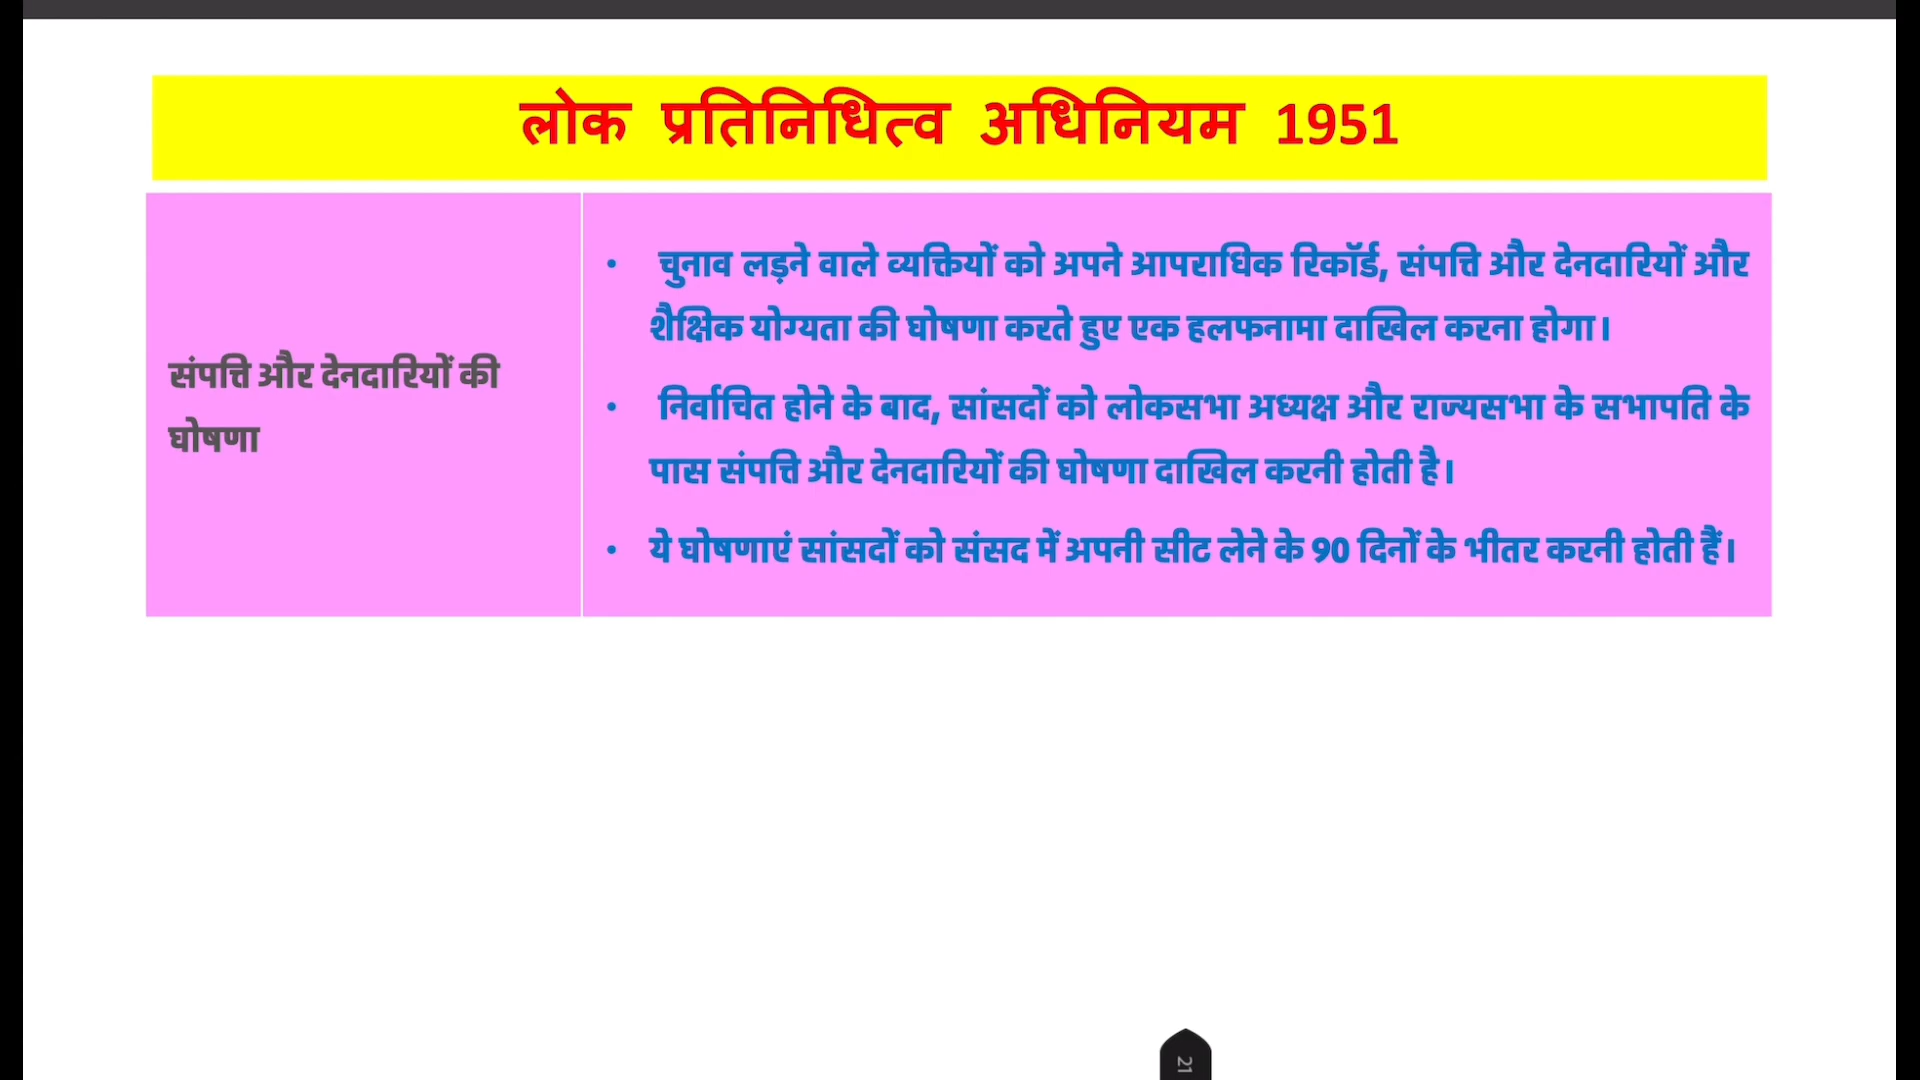 लोक प्रतिनिधित्व अधिनियम 1951
संपत्ति और देनदारियों की
घोषणा
• चुनाव लड़ने वाले व्यक्तियों को अपने आपराधिक रिकॉर्ड, संपत्ति और देनदारियों और
शैक्षिक योग्यता की घोषणा करते हुए एक हलफनामा दाखिल करना होगा।
• निर्वाचित होने के बाद, सांसदों को लोकसभा अध्यक्ष और राज्यसभा के सभापति के
पास संपत्ति और देनदारियों की घोषणा दाखिल करनी होती है।
• ये घोषणाएं सांसदों को संसद में अपनी सीट लेने के 90 दिनों के भीतर करनी होती हैं।
21